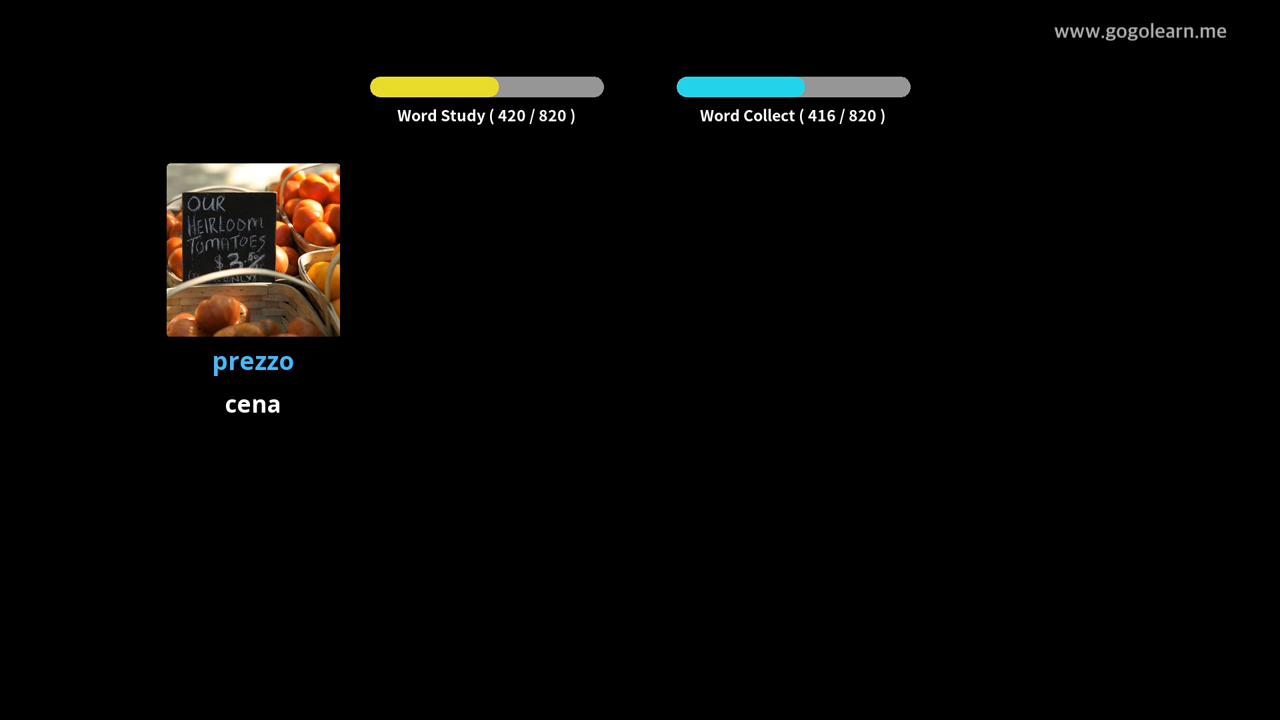 www.gogolearn.me
Word Study ( 420 / 820 )
Word Collect ( 416 / 820 )
OUR
HEIRLOOM
TOMATOES
prezzo
cena